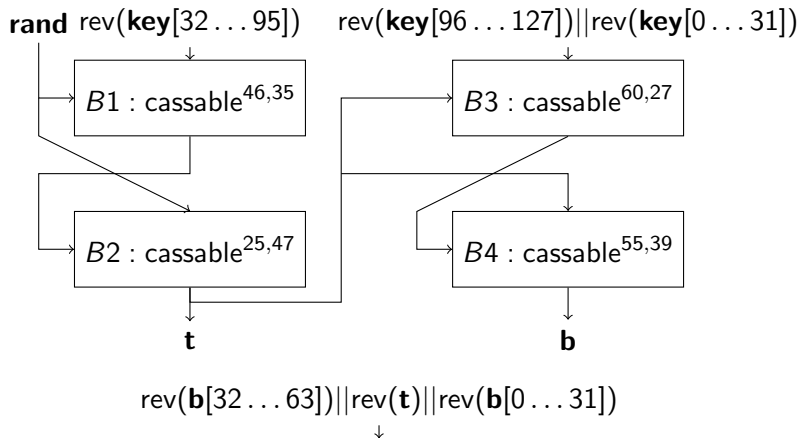 rand rev(key[32 … 95]) rev(key[96 … 127])||rev(key[0 … 31])
B1 : cassable^46,35 B3 : cassable^60,27
B2 : cassable^25,47 B4 : cassable^55,39
t b
rev(b[32 … 63])||rev(t)||rev(b[0 … 31])